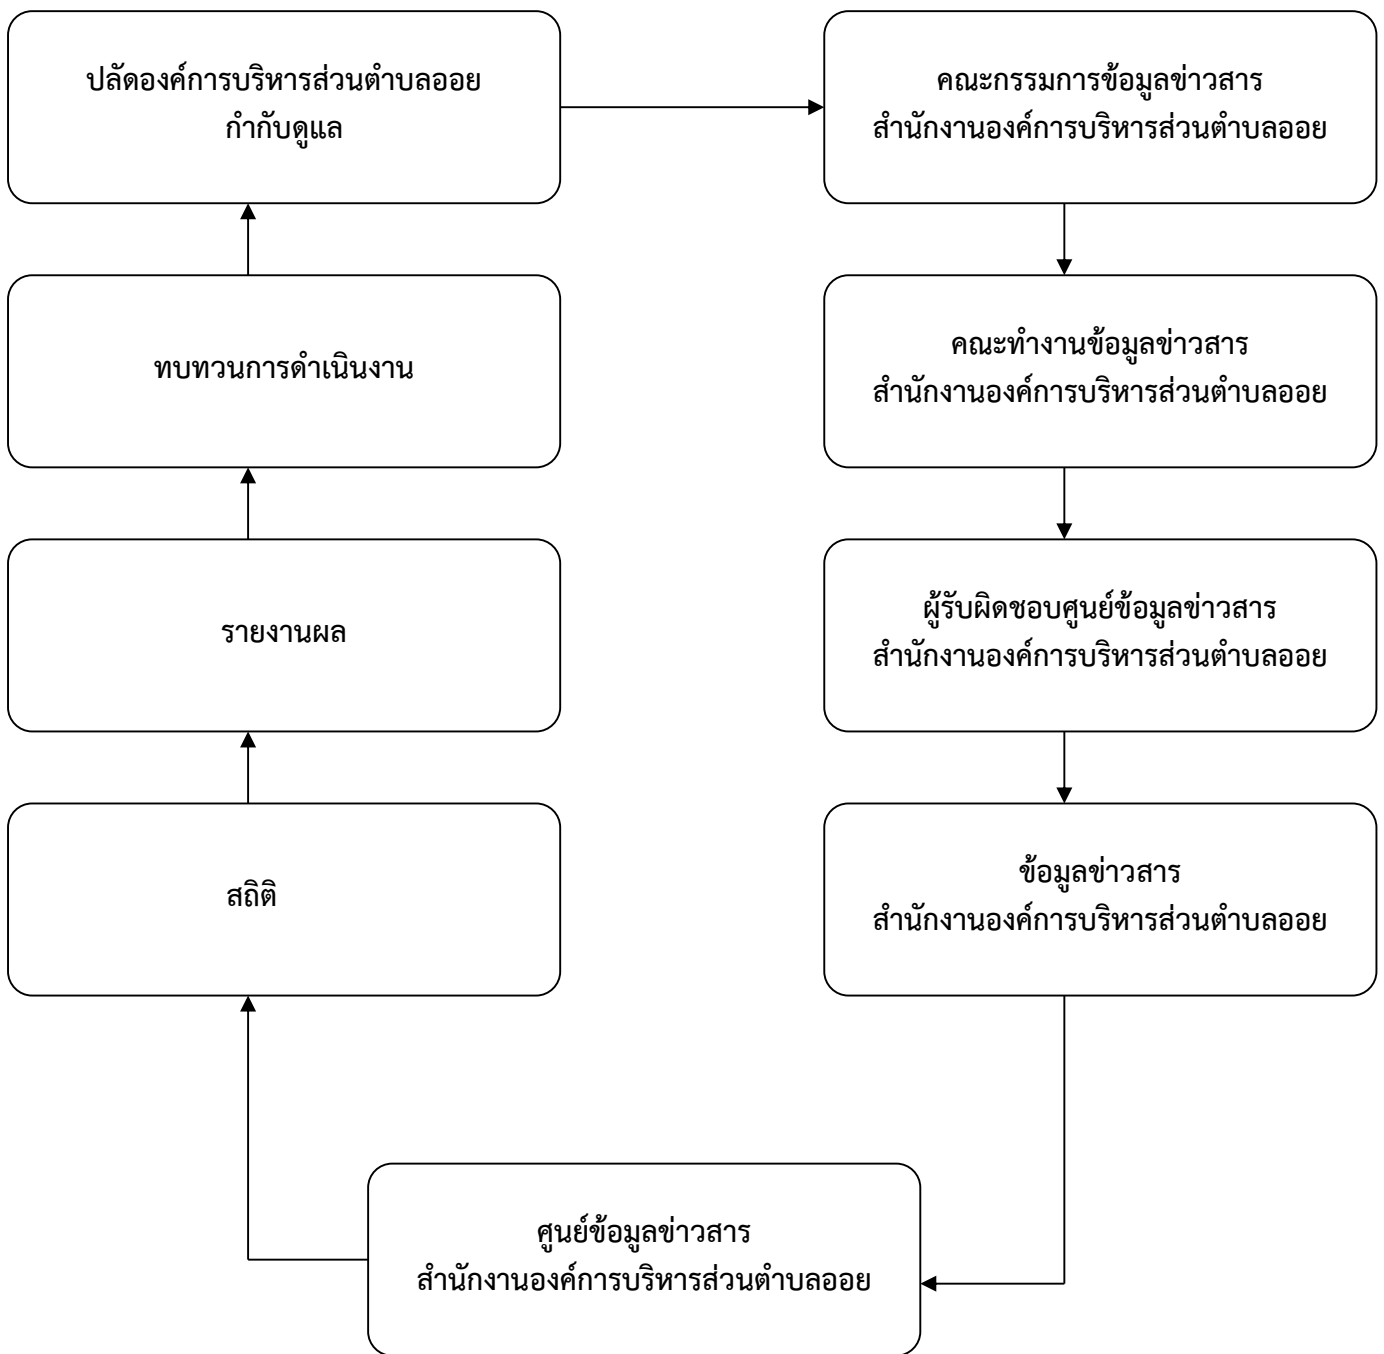 ปลัดองค์การบริหารส่วนตำบลออย
กำกับดูแล
คณะกรรมการข้อมูลข่าวสาร
สำนักงานองค์การบริหารส่วนตำบลออย
ทบทวนการดำเนินงาน
คณะทำงานข้อมูลข่าวสาร
สำนักงานองค์การบริหารส่วนตำบลออย
รายงานผล
ผู้รับผิดชอบศูนย์ข้อมูลข่าวสาร
สำนักงานองค์การบริหารส่วนตำบลออย
สถิติ
ข้อมูลข่าวสาร
สำนักงานองค์การบริหารส่วนตำบลออย
ศูนย์ข้อมูลข่าวสาร
สำนักงานองค์การบริหารส่วนตำบลออย